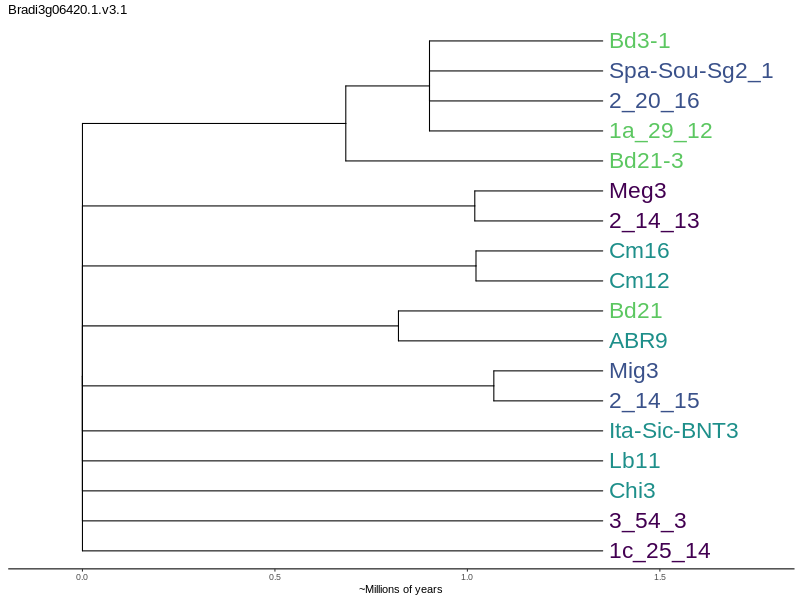 Bradi3g06420.1.v3.1
Bd3-1
Spa-Sou-Sg2_1
2_20_16
1a_29_12
Bd21-3
Meg3
2_14_13
Cm16
Cm12
Bd21
ABR9
Mig3
2_14_15
Ita-Sic-BNT3
Lb11
Chi3
3_54_3
1c_25_14
0.0 0.5 1.0 1.5
~Millions of years